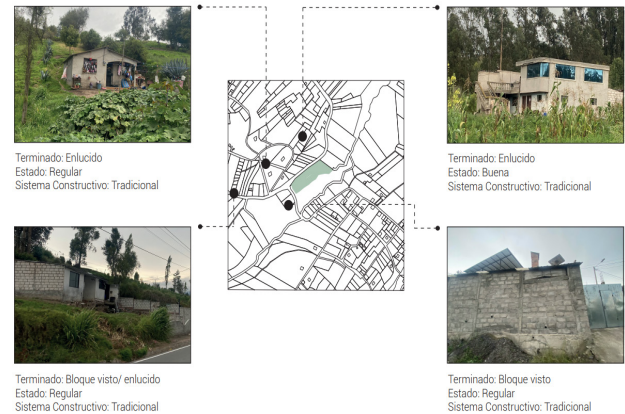 Terminado: Enlucido
Estado: Regular
Sistema Constructivo: Tradicional
Terminado: Enlucido
Estado: Buena
Sistema Constructivo: Tradicional
Terminado: Bloque visto/ enlucido
Estado: Regular
Sistema Constructivo: Tradicional
Terminado: Bloque visto
Estado: Regular
Sistema Constructivo: Tradicional